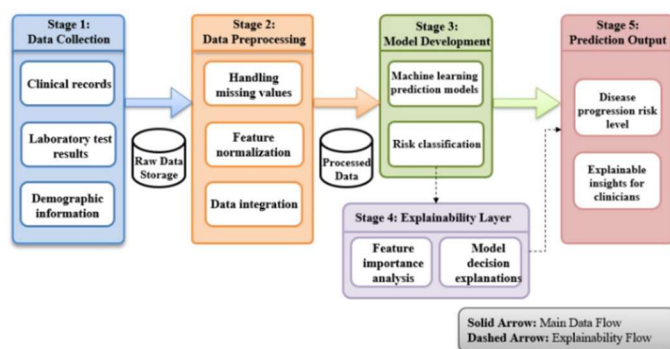 Stage 1:
Data Collection
Clinical records
Laboratory test
results
Demographic
information
Raw Data
Storage
Stage 2:
Data Preprocessing
Handling
missing values
Feature
normalization
Data integration
Processed
Data
Stage 3:
Model Development
Machine learning
prediction models
Risk classification
Stage 4: Explainability Layer
Feature
importance
analysis
Model
decision
explanations
Stage 5:
Prediction Output
Disease
progression risk
level
Explainable
insights for
clinicians
Solid Arrow: Main Data Flow
Dashed Arrow: Explainability Flow